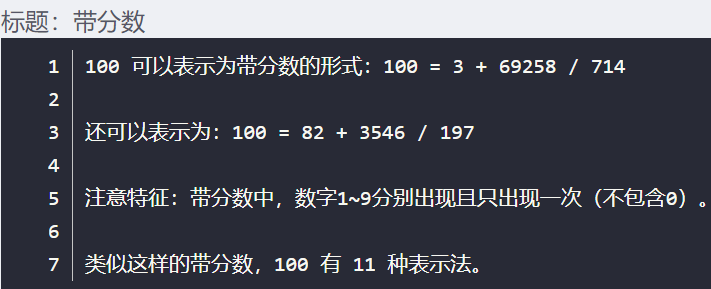 标题：带分数
1 100 可以表示为带分数的形式：100 = 3 + 69258 / 714
2
3 还可以表示为：100 = 82 + 3546 / 197
4
5 注意特征：带分数中，数字1~9分别出现且只出现一次（不包含0）。
6
7 类似这样的带分数，100 有 11 种表示法。